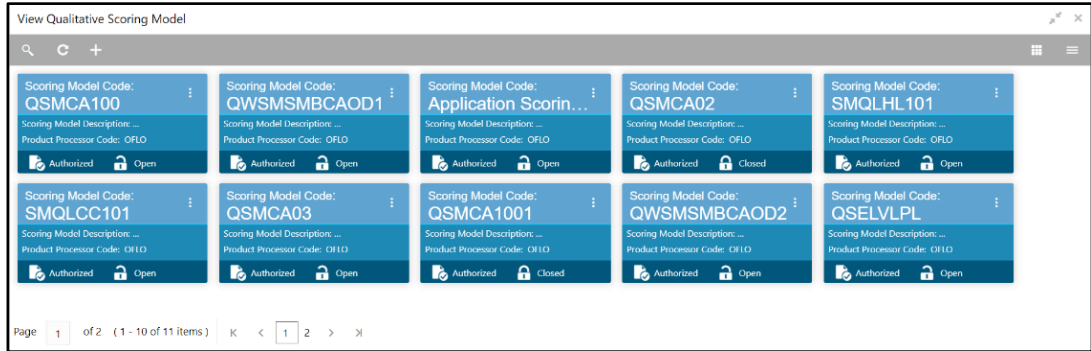 View Qualitative Scoring Model
Scoring Model Code:
QSMCA100
Scoring Model Description: ...
Product Processor Code: OFLO
Authorized Open
Scoring Model Code:
QWSMSMBCAOD1
Scoring Model Description: ...
Product Processor Code: OFLO
Authorized Open
Scoring Model Code:
Application Scorin...
Scoring Model Description: ...
Product Processor Code: OFLO
Authorized Open
Scoring Model Code:
QSMCA02
Scoring Model Description: ...
Product Processor Code: OFLO
Authorized Closed
Scoring Model Code:
SMQLHL101
Scoring Model Description: ...
Product Processor Code: OFLO
Authorized Open
Scoring Model Code:
SMQLCC101
Scoring Model Description: ...
Product Processor Code: OFLO
Authorized Open
Scoring Model Code:
QSMCA03
Scoring Model Description: ...
Product Processor Code: OFLO
Authorized Open
Scoring Model Code:
QSMCA1001
Scoring Model Description: ...
Product Processor Code: OFLO
Authorized Closed
Scoring Model Code:
QWSMSMBCAOD2
Scoring Model Description: ...
Product Processor Code: OFLO
Authorized Open
Scoring Model Code:
QSELVLPL
Scoring Model Description: ...
Product Processor Code: OFLO
Authorized Open
Page 1 of 2 ( 1 - 10 of 11 items ) 1 2